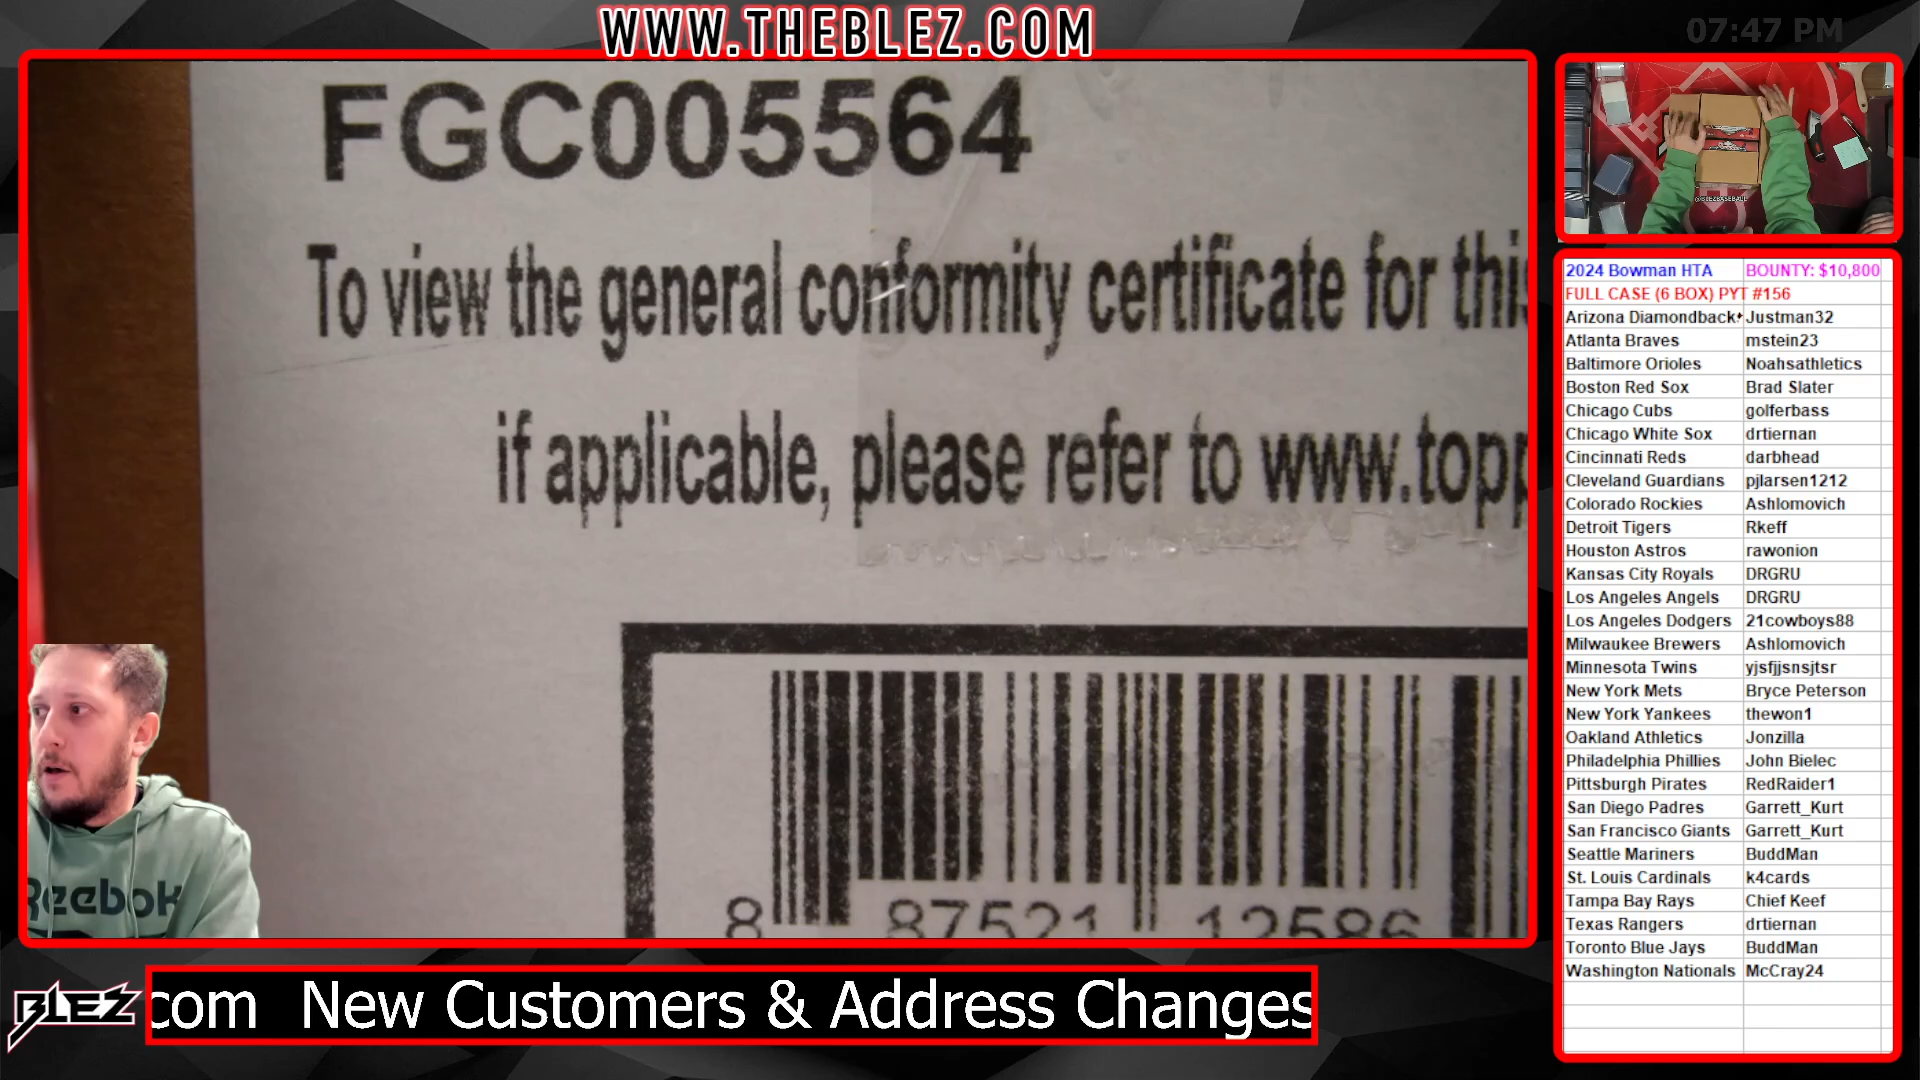 WWW.THEBLEZ.COM
07:47 PM
FGC005564
To view the general conformity certificate for this
if applicable, please refer to www.topp
8 87521 12586
Reebok
@BLEZBASEBALL
2024 Bowman HTA BOUNTY: $10,800
FULL CASE (6 BOX) PYT #156
Arizona Diamondback Justman32
Atlanta Braves mstein23
Baltimore Orioles Noahsathletics
Boston Red Sox Brad Slater
Chicago Cubs golferbass
Chicago White Sox drtiernan
Cincinnati Reds darbhead
Cleveland Guardians pjlarsen1212
Colorado Rockies Ashlomovich
Detroit Tigers Rkeff
Houston Astros rawonion
Kansas City Royals DRGRU
Los Angeles Angels DRGRU
Los Angeles Dodgers 21cowboys88
Milwaukee Brewers Ashlomovich
Minnesota Twins yjsfjjsnsjtsr
New York Mets Bryce Peterson
New York Yankees thewon1
Oakland Athletics Jonzilla
Philadelphia Phillies John Bielec
Pittsburgh Pirates RedRaider1
San Diego Padres Garrett_Kurt
San Francisco Giants Garrett_Kurt
Seattle Mariners BuddMan
St. Louis Cardinals k4cards
Tampa Bay Rays Chief Keef
Texas Rangers drtiernan
Toronto Blue Jays BuddMan
Washington Nationals McCray24
BLEZ
com New Customers & Address Changes